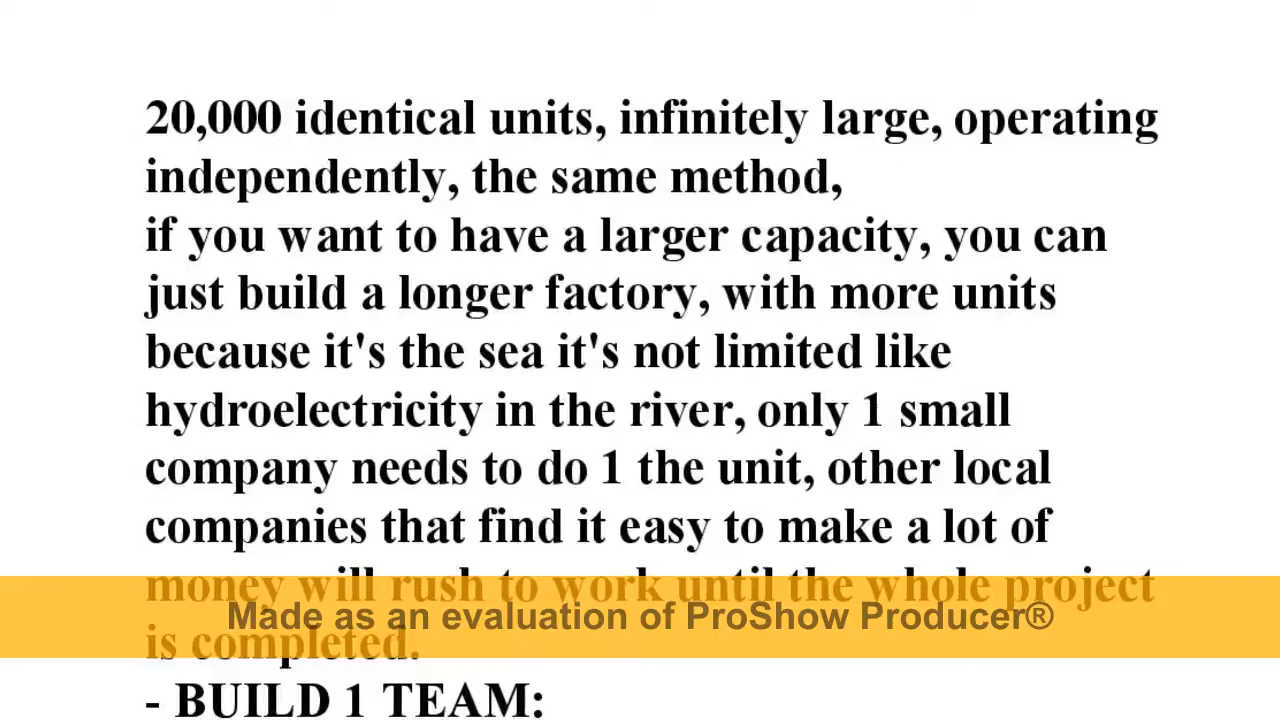 20,000 identical units, infinitely large, operating
independently, the same method,
if you want to have a larger capacity, you can
just build a longer factory, with more units
because it's the sea it's not limited like
hydroelectricity in the river, only 1 small
company needs to do 1 the unit, other local
companies that find it easy to make a lot of
money will rush to work until the whole project
Made as an evaluation of ProShow Producer®
is completed.
- BUILD 1 TEAM: